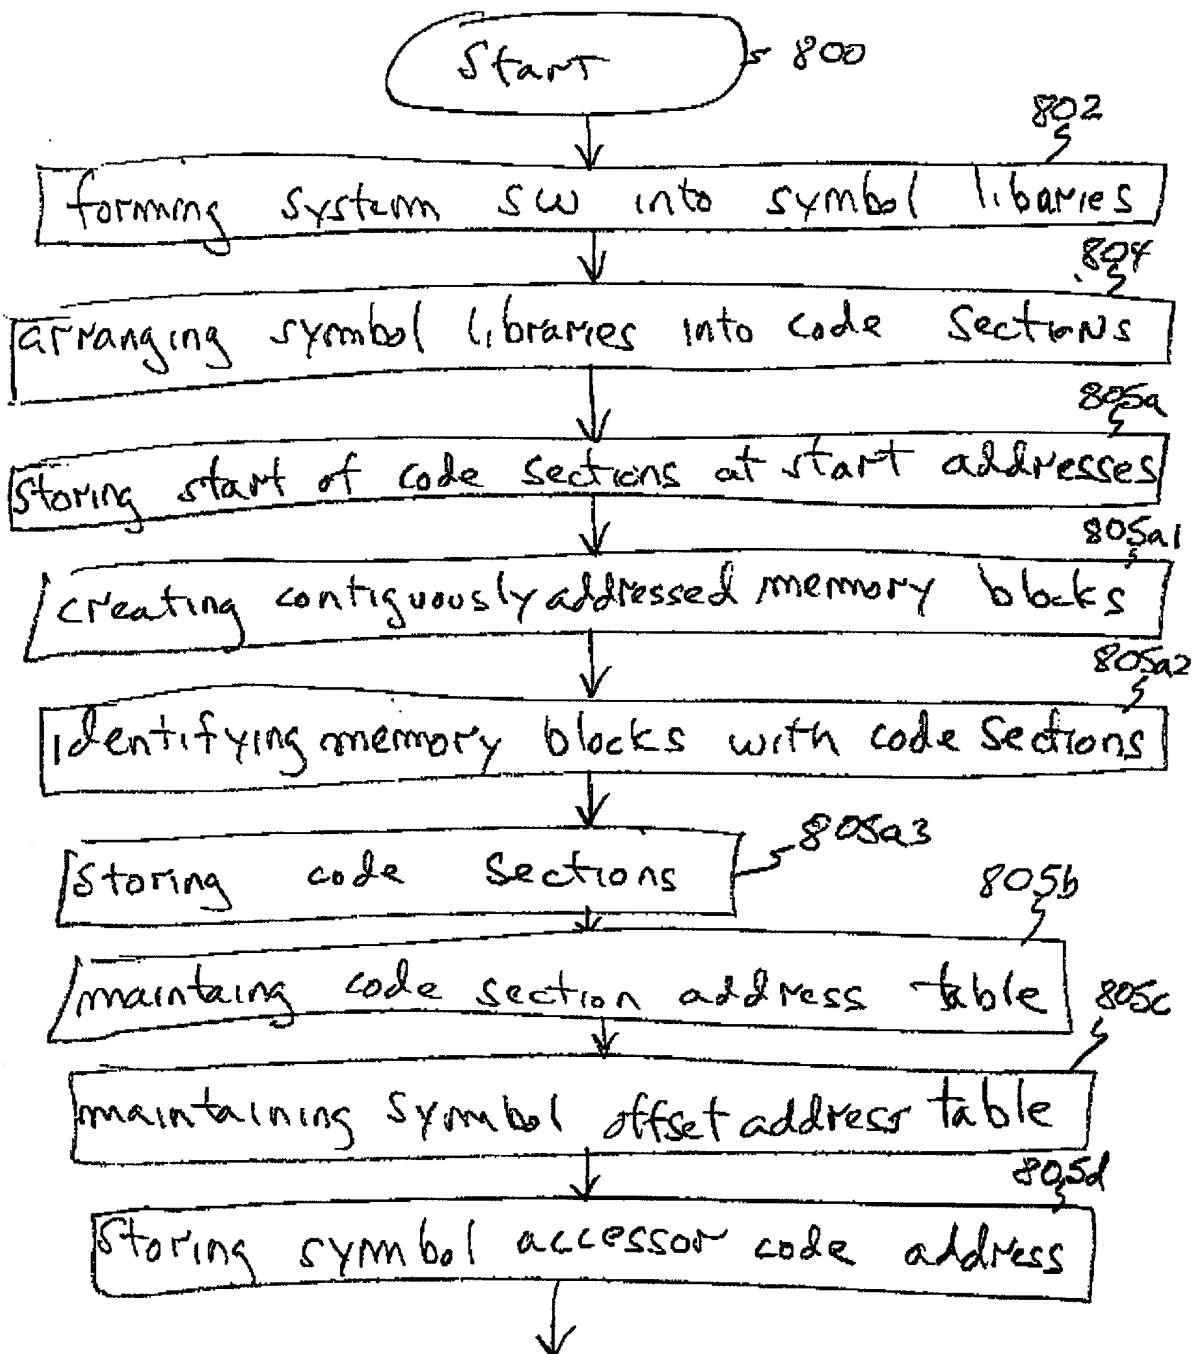 Start 800
802
forming system SW into symbol libaries
804
arranging symbol libraries into code sections
805a
storing start of code sections at start addresses
805a1
creating contiguously addressed memory blocks
805a2
identifying memory blocks with code sections
805a3
storing code sections
805b
maintaing code section address table
805c
maintaining symbol offset address table
805d
storing symbol accessor code address